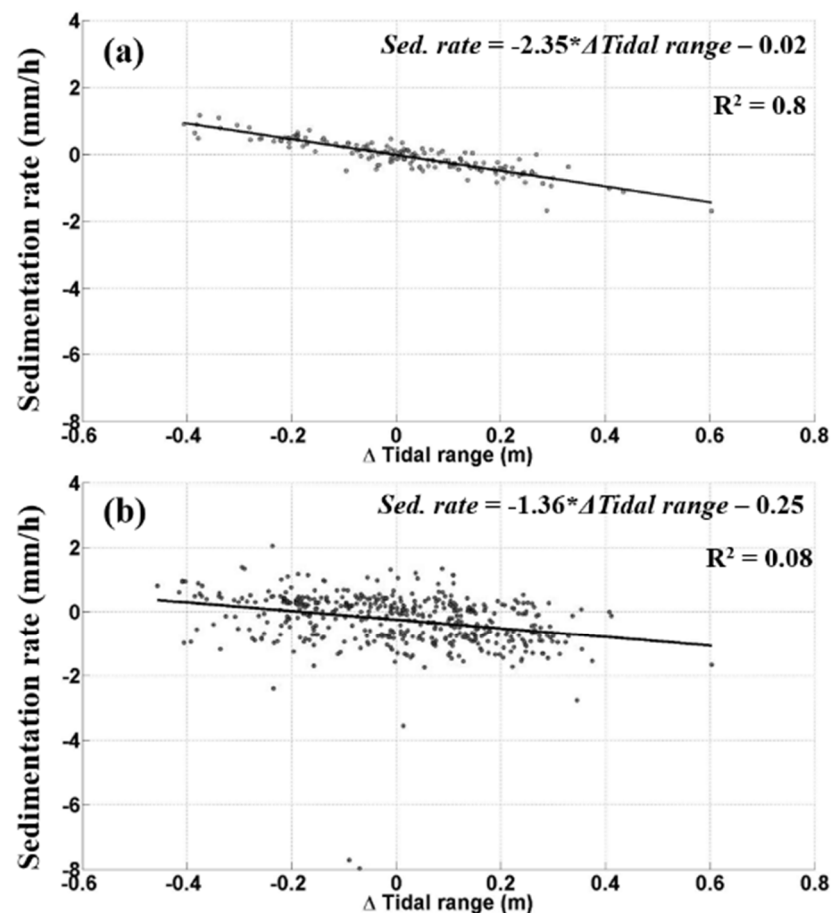 (a)
Sed. rate = -2.35*ΔTidal range – 0.02
R² = 0.8
Sedimentation rate (mm/h)
4
2
0
-2
-4
-6
-8
-0.6 -0.4 -0.2 0 0.2 0.4 0.6 0.8
Δ Tidal range (m)
(b)
Sed. rate = -1.36*ΔTidal range – 0.25
R² = 0.08
Sedimentation rate (mm/h)
4
2
0
-2
-4
-6
-8
-0.6 -0.4 -0.2 0 0.2 0.4 0.6 0.8
Δ Tidal range (m)